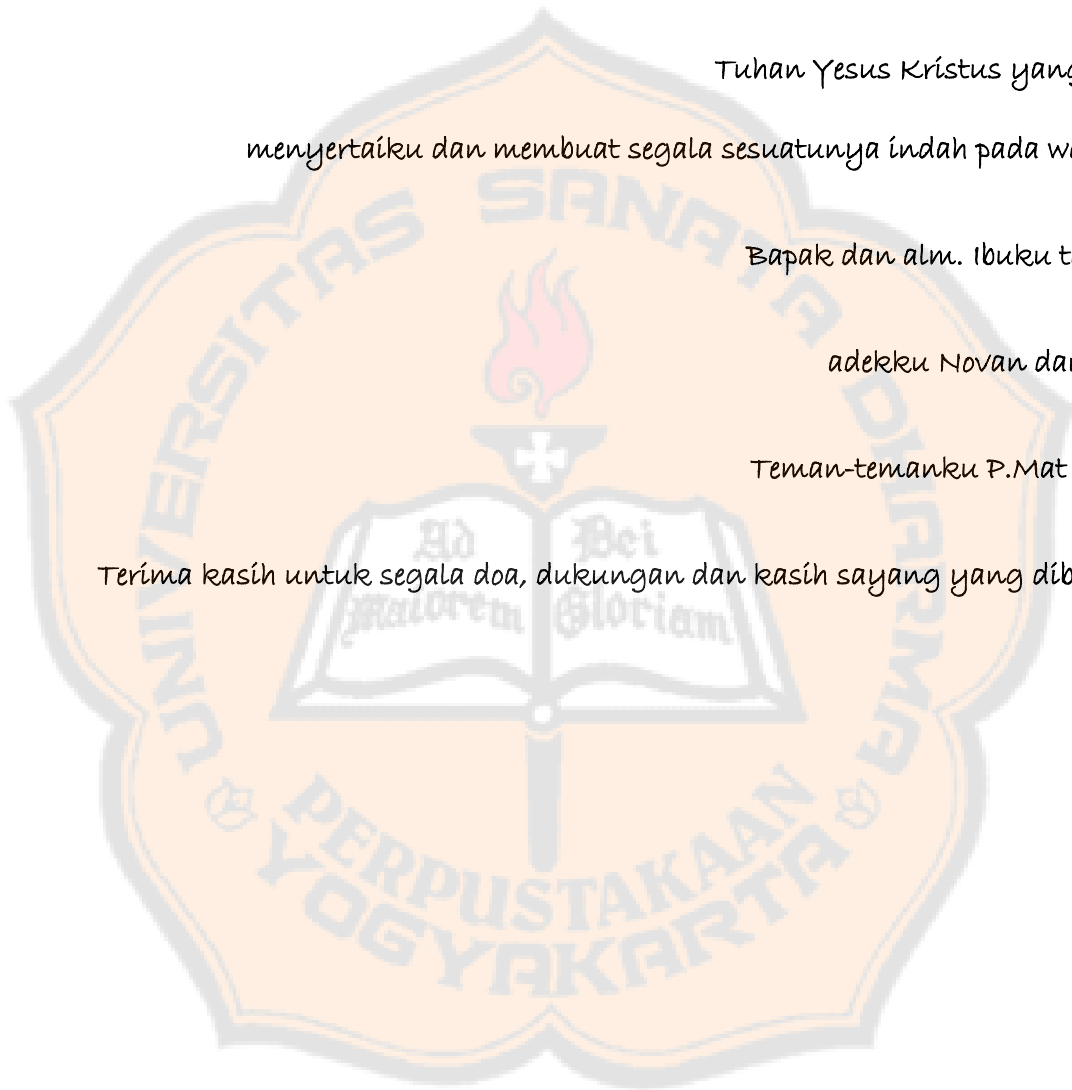 Tuhan Yesus Kristus yang
menyertaiku dan membuat segala sesuatunya indah pada
Bapak dan alm. Ibuku
adekku Novan dan
Teman-temanku P.Mat
Terima kasih untuk segala doa, dukungan dan kasih sayang yang
UNIVERSITAS SANATA DHARMA
Ad Dei
Maiorem Gloriam
PERPUSTAKAAN
YOGYAKARTA